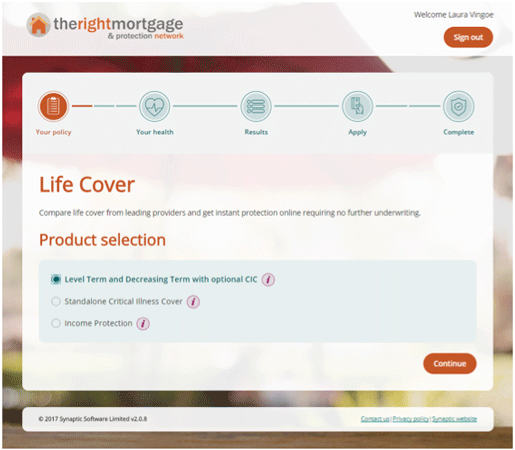 therightmortgage
& protection network
Welcome Laura Vingoe
Sign out
Your policy
Your health
Results
Apply
Complete
Life Cover
Compare life cover from leading providers and get instant protection online requiring no further underwriting.
Product selection
Level Term and Decreasing Term with optional CIC i
Standalone Critical Illness Cover i
Income Protection i
Continue
© 2017 Synaptic Software Limited v2.0.8
Contact us | Privacy policy | Synaptic website